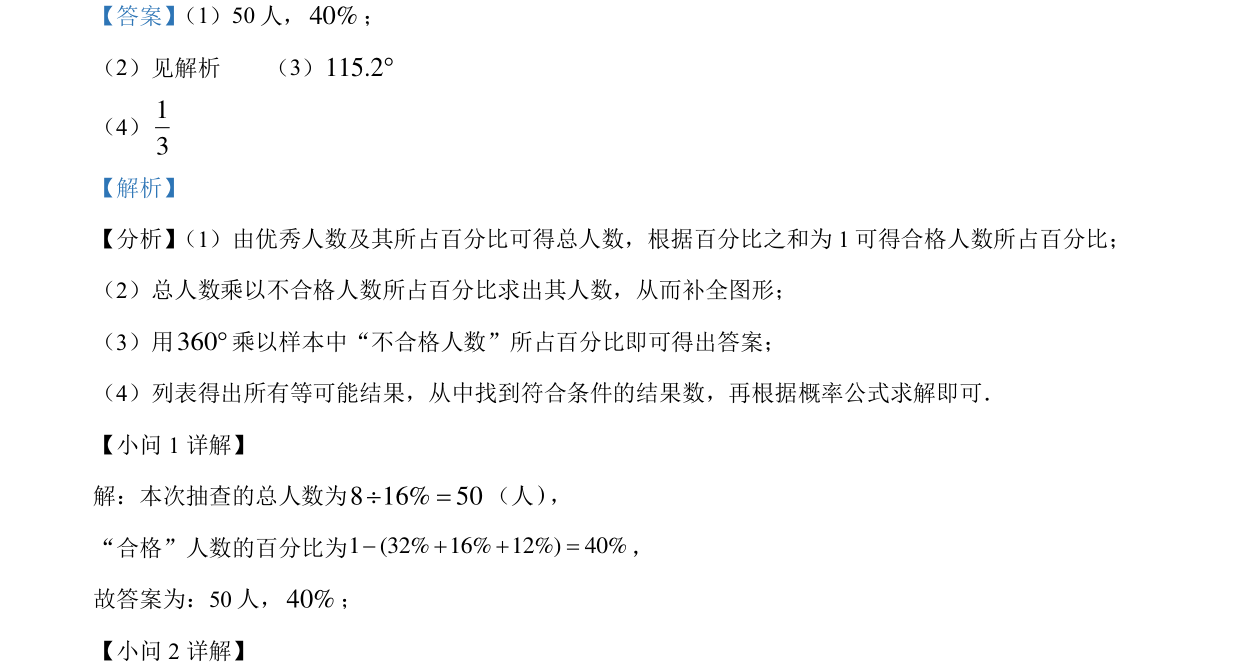 【答案】（1）50 人， 40% ；
（2）见解析 （3）115.2°
（4）1/3
【解析】
【分析】（1）由优秀人数及其所占百分比可得总人数，根据百分比之和为 1 可得合格人数所占百分比；
（2）总人数乘以不合格人数所占百分比求出其人数，从而补全图形；
（3）用360° 乘以样本中“不合格人数”所占百分比即可得出答案；
（4）列表得出所有等可能结果，从中找到符合条件的结果数，再根据概率公式求解即可．
【小问 1 详解】
解：本次抽查的总人数为8÷16% = 50 （人），
“合格”人数的百分比为1− (32% +16% +12%) = 40% ，
故答案为：50 人， 40% ；
【小问 2 详解】